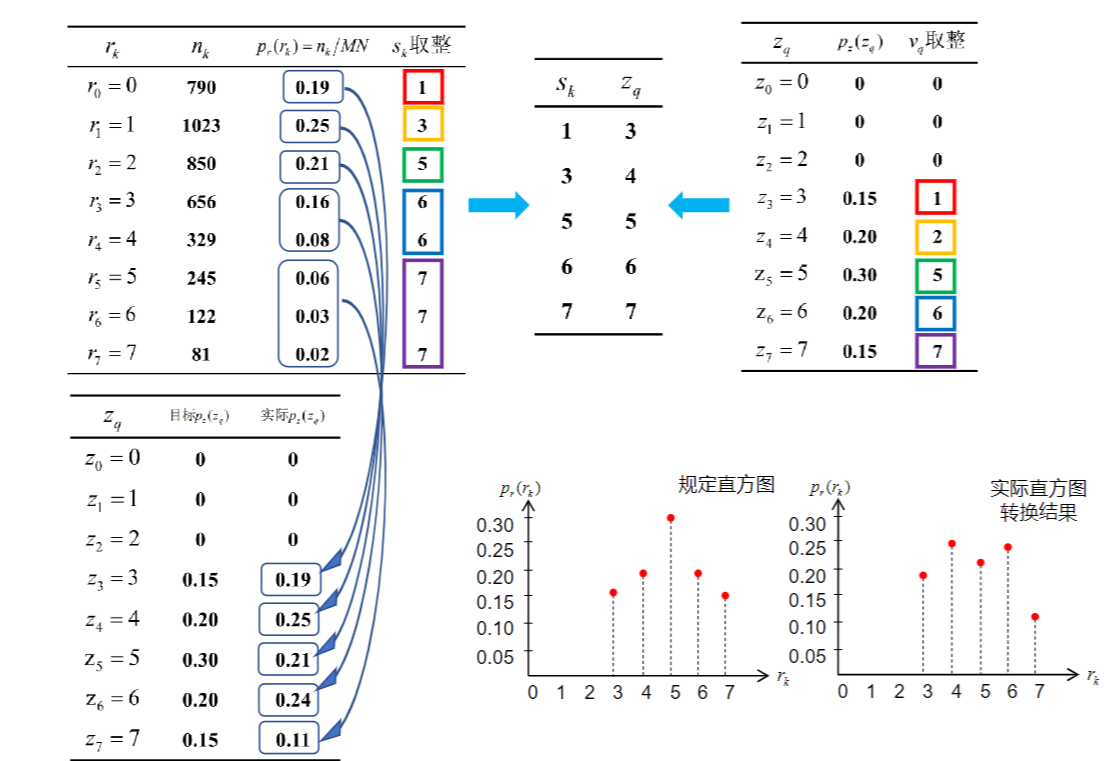 r_k n_k p_r(r_k) = n_k/MN s_k取整
r_0 = 0 790 0.19 1
r_1 = 1 1023 0.25 3
r_2 = 2 850 0.21 5
r_3 = 3 656 0.16 6
r_4 = 4 329 0.08 6
r_5 = 5 245 0.06 7
r_6 = 6 122 0.03 7
r_7 = 7 81 0.02 7
s_k z_q
1 3
3 4
5 5
6 6
7 7
z_q p_z(z_q) v_q取整
z_0 = 0 0 0
z_1 = 1 0 0
z_2 = 2 0 0
z_3 = 3 0.15 1
z_4 = 4 0.20 2
z_5 = 5 0.30 5
z_6 = 6 0.20 6
z_7 = 7 0.15 7
z_q 目标p_z(z_q) 实际p_z(z_q)
z_0 = 0 0 0
z_1 = 1 0 0
z_2 = 2 0 0
z_3 = 3 0.15 0.19
z_4 = 4 0.20 0.25
z_5 = 5 0.30 0.21
z_6 = 6 0.20 0.24
z_7 = 7 0.15 0.11
p_r(r_k) 规定直方图
0.30
0.25
0.20
0.15
0.10
0.05
0 1 2 3 4 5 6 7 r_k
p_r(r_k) 实际直方图
转换结果
0.30
0.25
0.20
0.15
0.10
0.05
0 1 2 3 4 5 6 7 r_k